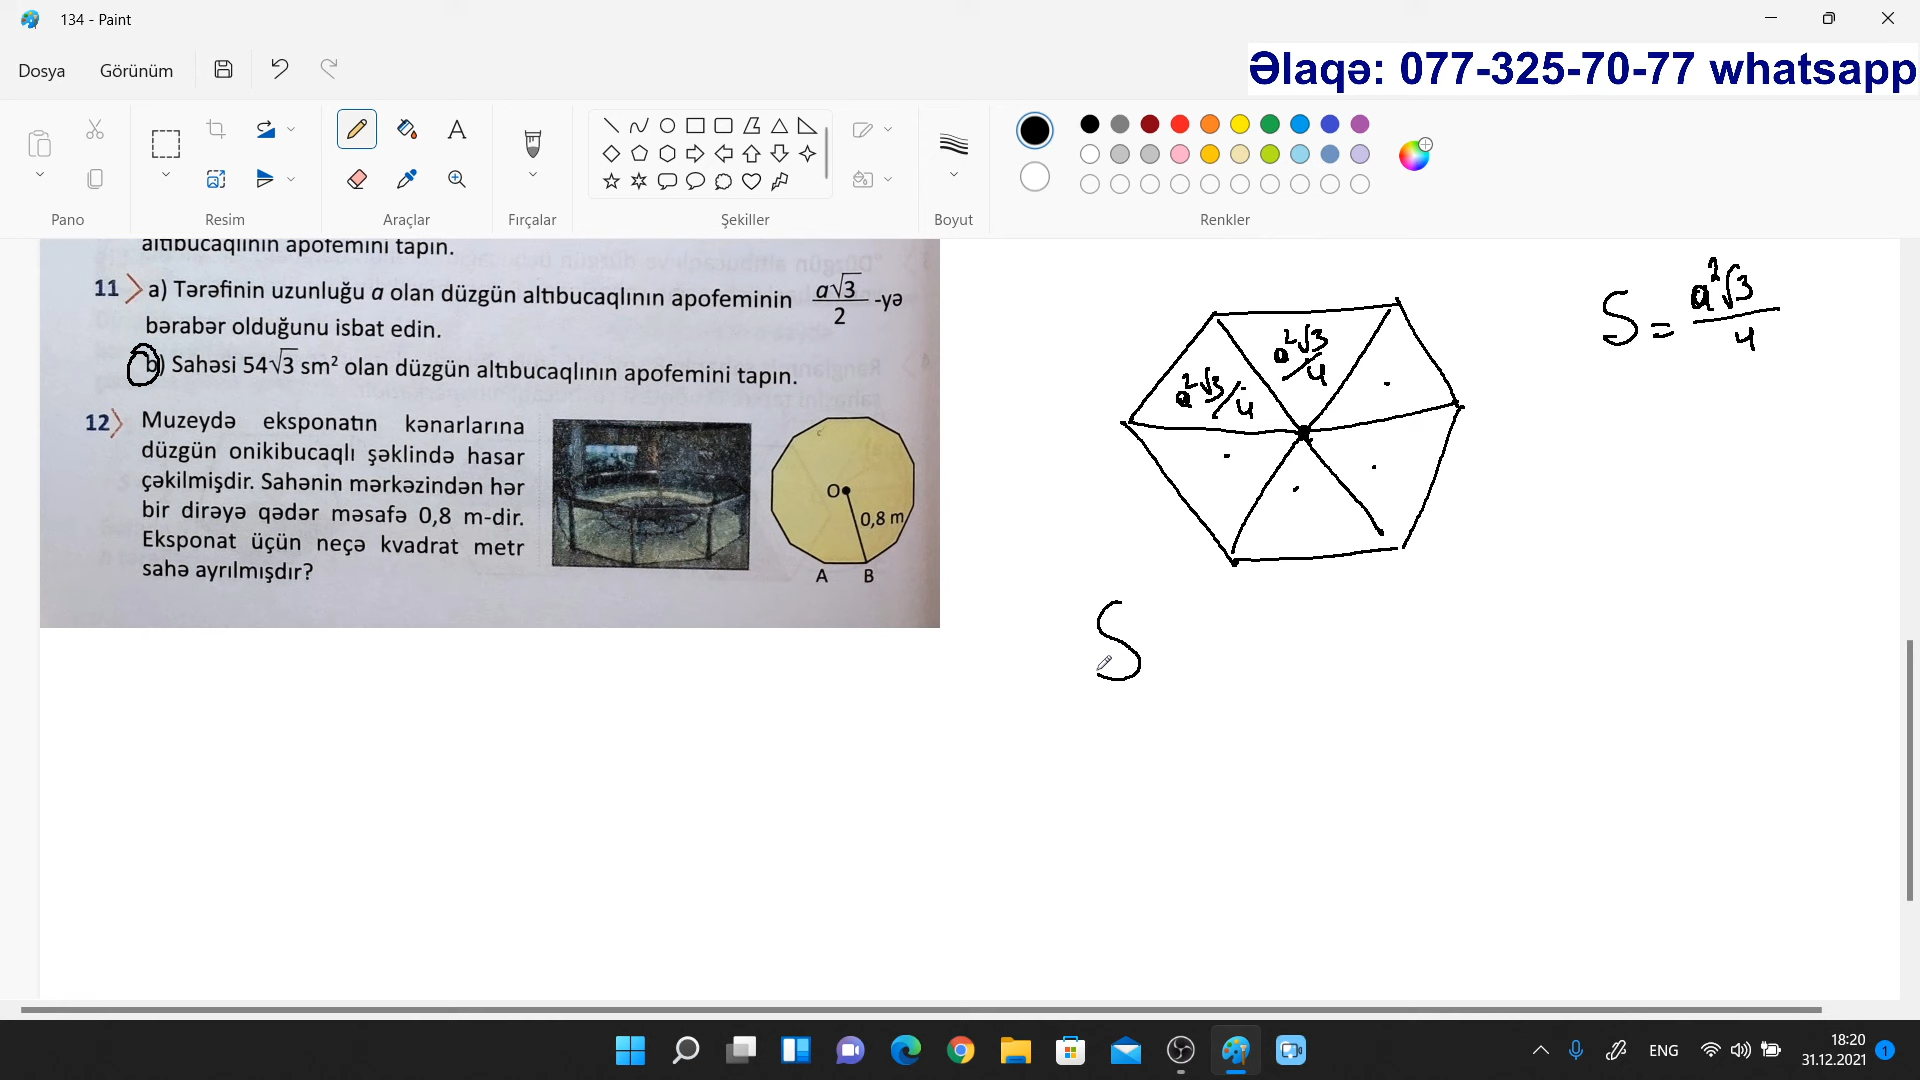 134 - Paint
Dosya Görünüm
Əlaqə: 077-325-70-77 whatsapp
Pano Resim Araçlar Fırçalar Şekiller Boyut Renkler
altıbucaqlının apofemini tapın.
11 a) Tərəfinin uzunluğu a olan düzgün altıbucaqlının apofeminin a√3/2 -yə
bərabər olduğunu isbat edin.
b) Sahəsi 54√3 sm² olan düzgün altıbucaqlının apofemini tapın.
12 Muzeydə eksponatın kənarlarına
düzgün onikibucaqlı şəklində hasar
çəkilmişdir. Sahənin mərkəzindən hər
bir dirəyə qədər məsafə 0,8 m-dir.
Eksponat üçün neçə kvadrat metr
sahə ayrılmışdır?
O
0,8 m
A B
a²√3/4
a²√3/4
S = a²√3/4
S
ENG
18:20
31.12.2021
1